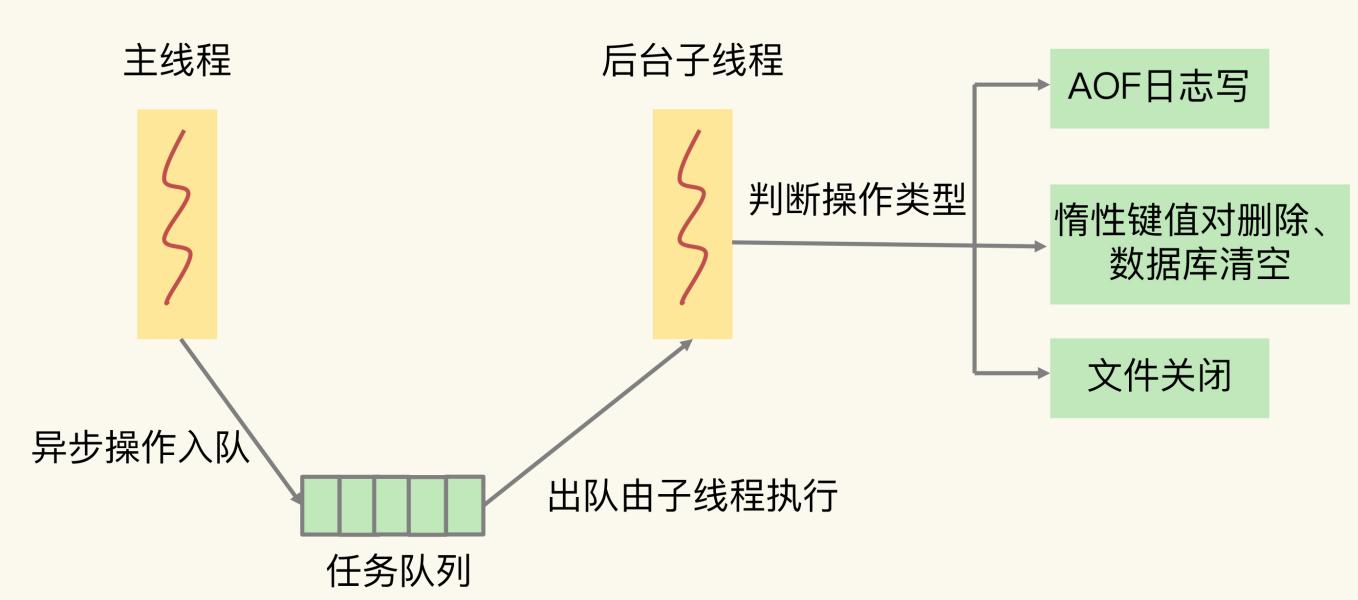 主线程
后台子线程
AOF日志写
判断操作类型
惰性键值对删除、
数据库清空
文件关闭
异步操作入队
出队由子线程执行
任务队列